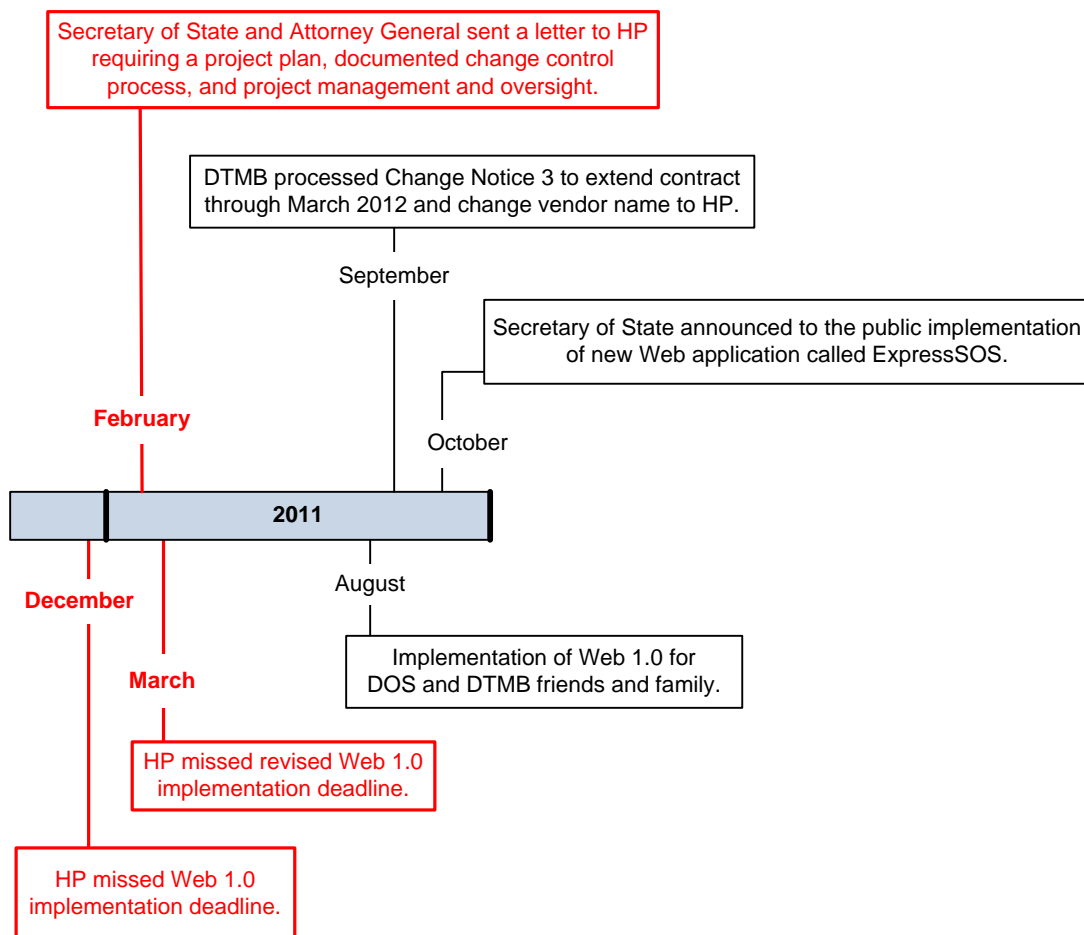 Secretary of State and Attorney General sent a letter to HP
requiring a project plan, documented change control
process, and project management and oversight.
DTMB processed Change Notice 3 to extend contract
through March 2012 and change vendor name to HP.
September
Secretary of State announced to the public implementation
of new Web application called ExpressSOS.
February
October
2011
August
December
Implementation of Web 1.0 for
DOS and DTMB friends and family.
March
HP missed revised Web 1.0
implementation deadline.
HP missed Web 1.0
implementation deadline.